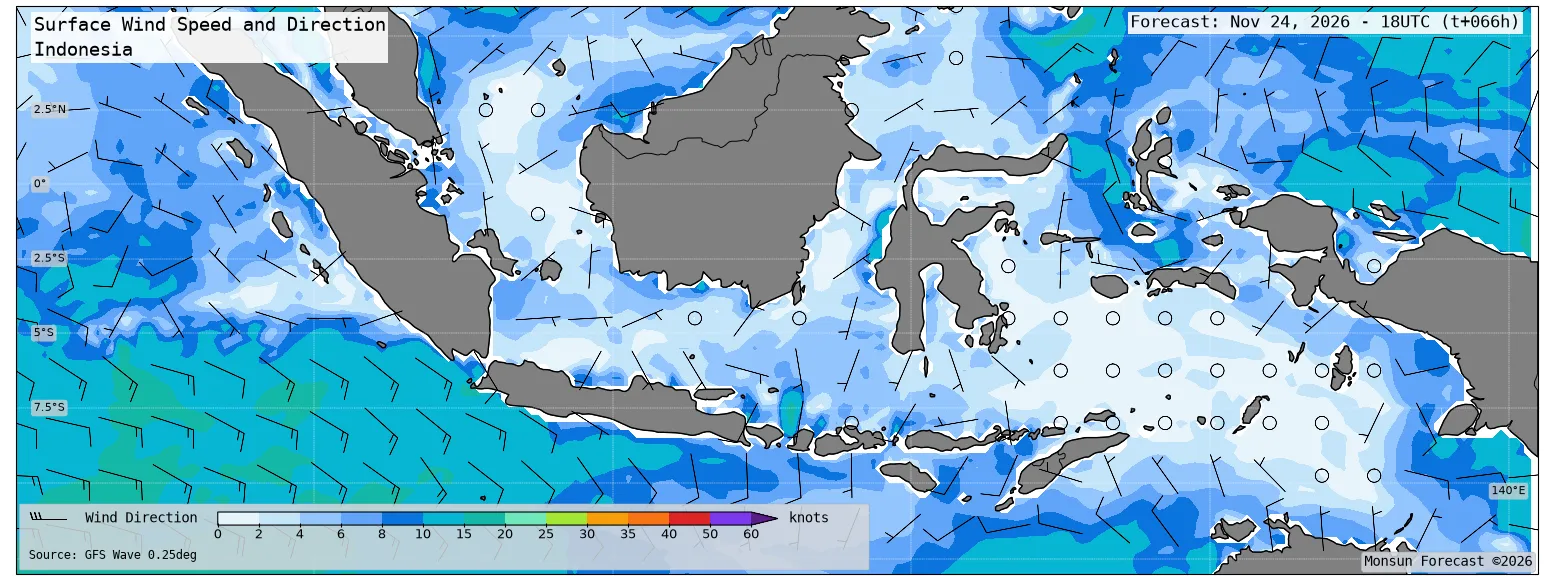 Surface Wind Speed and Direction
Indonesia
Forecast: Nov 24, 2026 - 18UTC (t+066h)
2.5°N
0°
2.5°S
5°S
7.5°S
140°E
Wind Direction
0 2 4 6 8 10 15 20 25 30 35 40 50 60
knots
Source: GFS Wave 0.25deg
Monsun Forecast ©2026